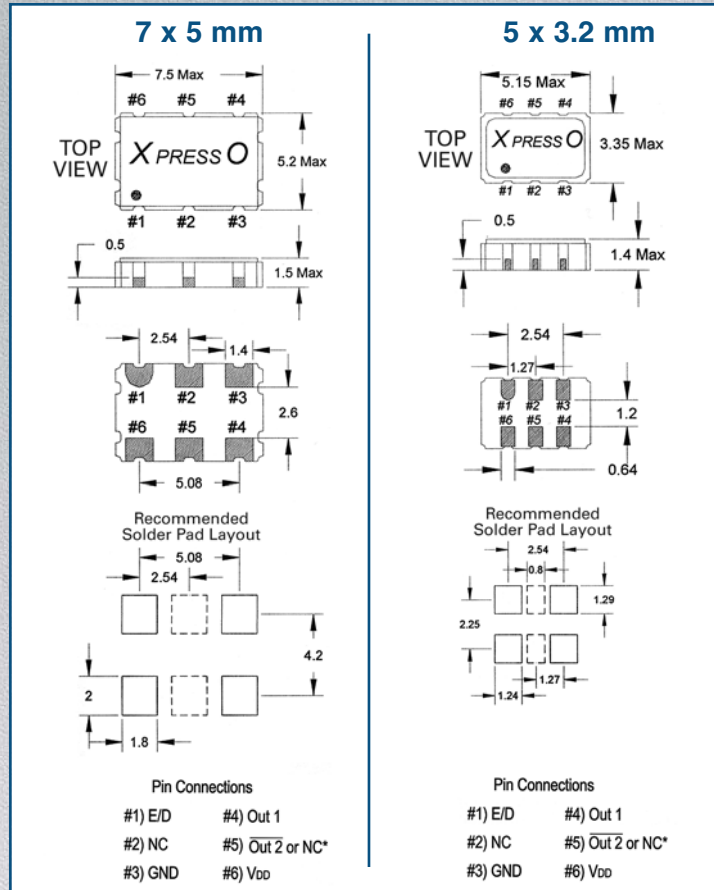 7 x 5 mm
7.5 Max
#6 #5 #4
TOP
VIEW
X PRESS O
5.2 Max
#1 #2 #3
0.5
1.5 Max
2.54
1.4
#1 #2 #3
2.6
#6 #5 #4
5.08
Recommended
Solder Pad Layout
5.08
2.54
4.2
2
1.8
Pin Connections
#1) E/D #4) Out 1
#2) NC #5) Out 2 or NC*
#3) GND #6) VDD
5 x 3.2 mm
5.15 Max
#6 #5 #4
TOP
VIEW
X PRESS O
3.35 Max
#1 #2 #3
0.5
1.4 Max
2.54
1.27
#1 #2 #3
1.2
#6 #5 #4
0.64
Recommended
Solder Pad Layout
2.54
0.8
1.29
2.25
1.27
1.24
Pin Connections
#1) E/D #4) Out 1
#2) NC #5) Out 2 or NC*
#3) GND #6) VDD